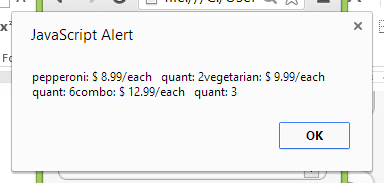 JavaScript Alert
pepperoni: $ 8.99/each quant: 2vegetarian: $ 9.99/each
quant: 6combo: $ 12.99/each quant: 3
OK